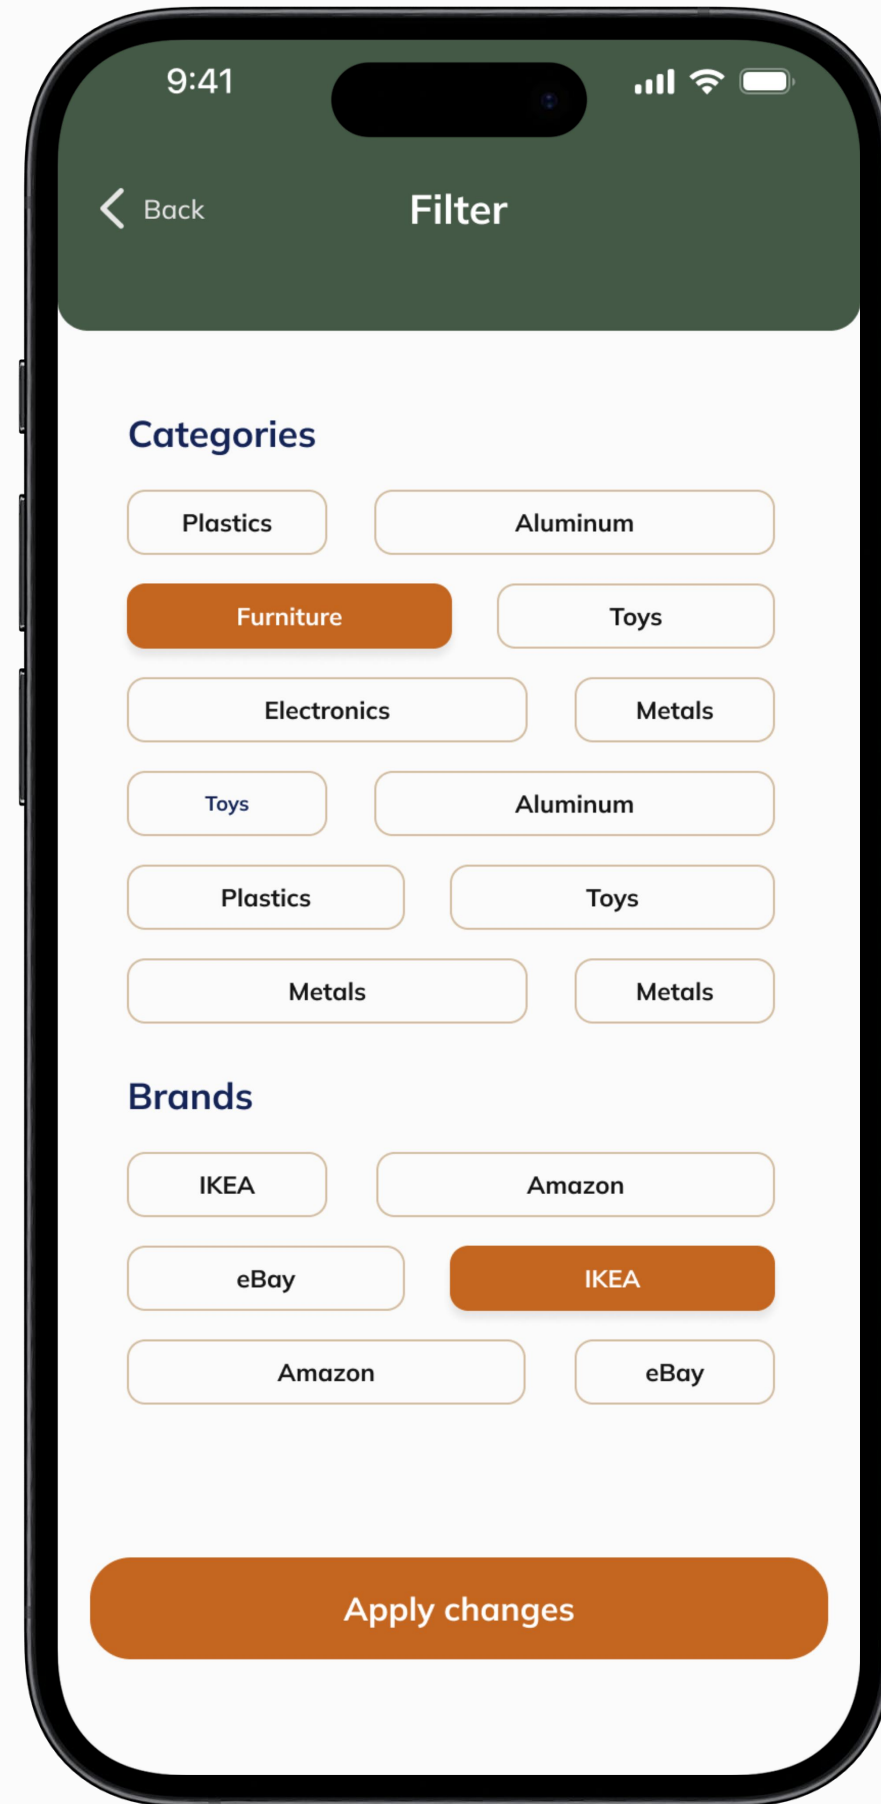 9:41
Back Filter
Categories
Plastics Aluminum
Furniture Toys
Electronics Metals
Toys Aluminum
Plastics Toys
Metals Metals
Brands
IKEA Amazon
eBay IKEA
Amazon eBay
Apply changes